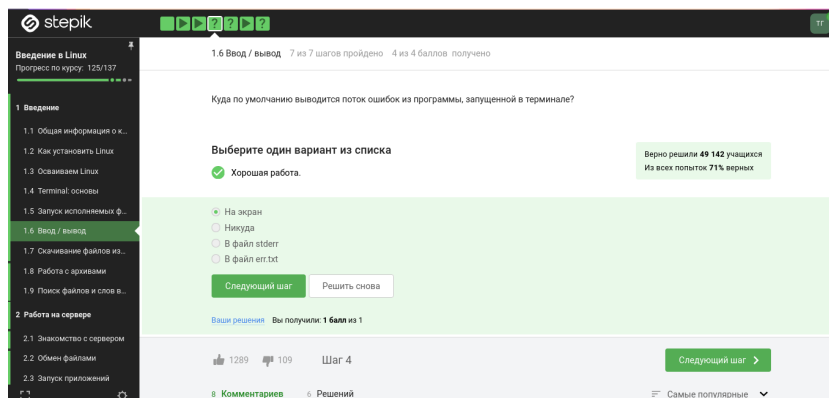 stepik
ТГ
Введение в Linux
Прогресс по курсу: 125/137
1 Введение
1.1 Общая информация о к...
1.2 Как установить Linux
1.3 Осваиваем Linux
1.4 Terminal: основы
1.5 Запуск исполняемых ф...
1.6 Ввод / вывод
1.7 Скачивание файлов из...
1.8 Работа с архивами
1.9 Поиск файлов и слов в...
2 Работа на сервере
2.1 Знакомство с сервером
2.2 Обмен файлами
2.3 Запуск приложений
1.6 Ввод / вывод 7 из 7 шагов пройдено 4 из 4 баллов получено
Куда по умолчанию выводится поток ошибок из программы, запущенной в терминале?
Выберите один вариант из списка
Хорошая работа.
Верно решили 49 142 учащихся
Из всех попыток 71% верных
На экран
Никуда
В файл stderr
В файл err.txt
Следующий шаг Решить снова
Ваши решения Вы получили: 1 балл из 1
1289 109 Шаг 4 Следующий шаг
8 Комментариев 6 Решений Самые популярные